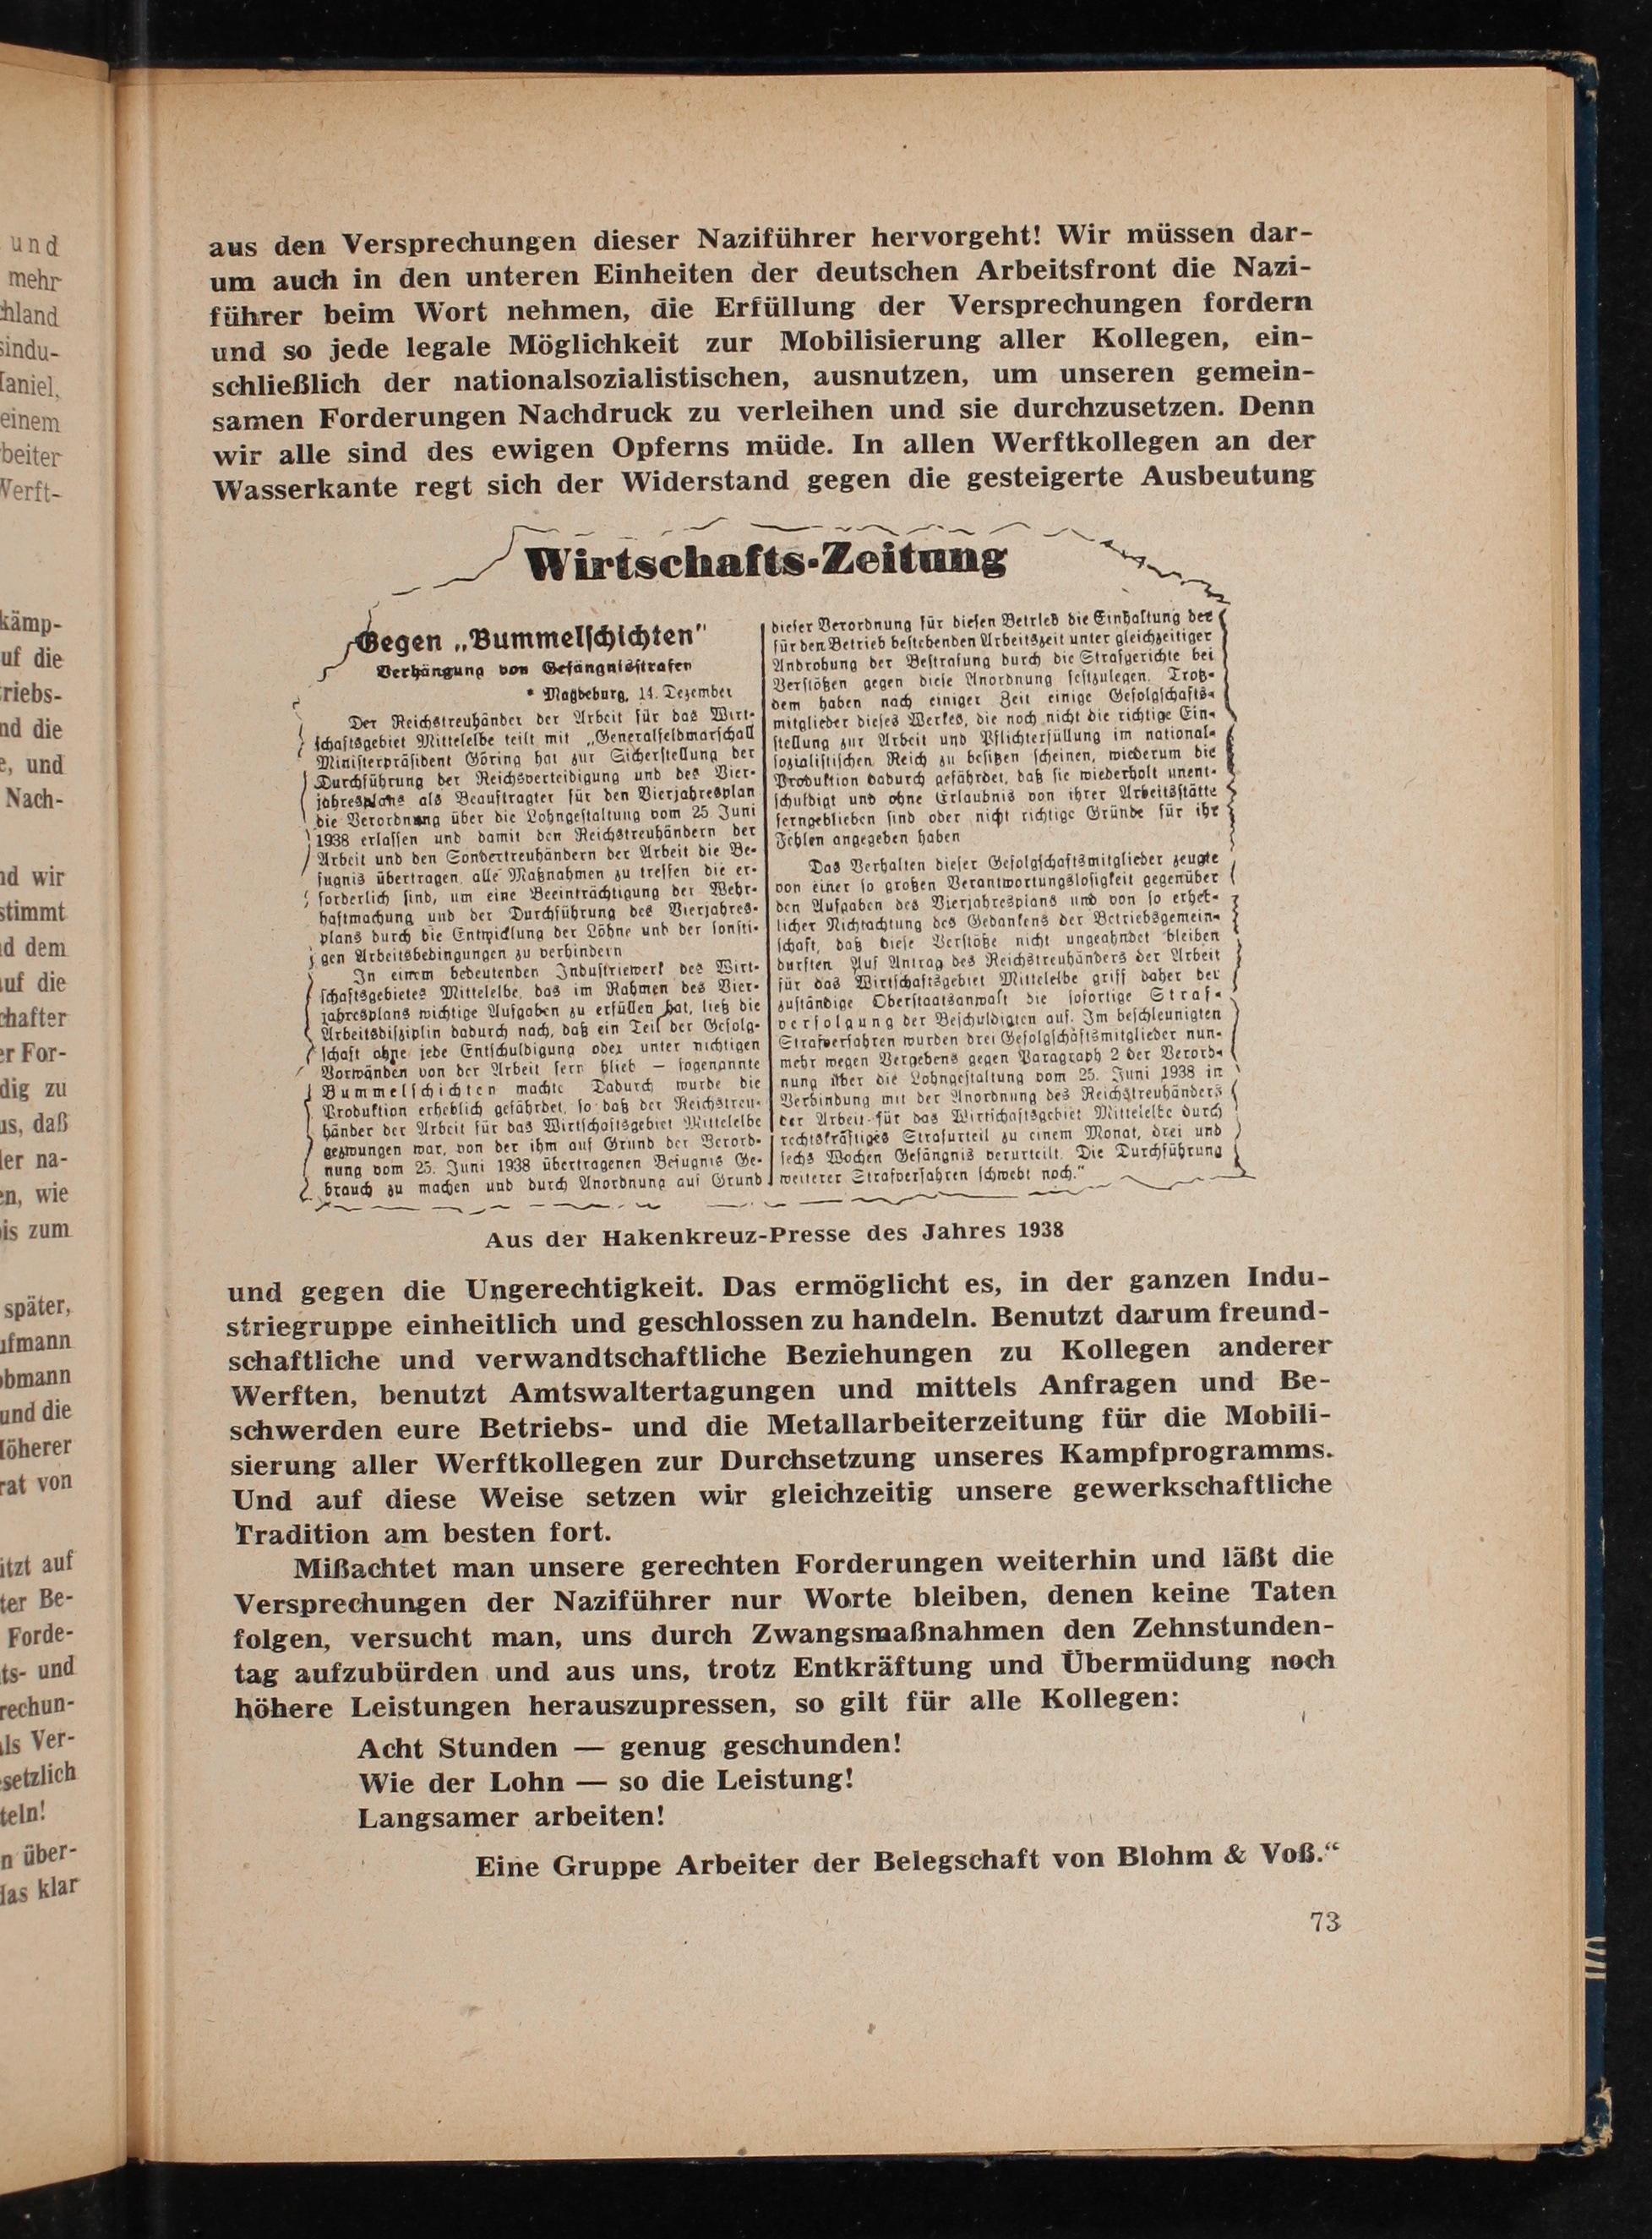 aus den Versprechungen dieser Naziführer hervorgeht! Wir müssen dar-
um auch in den unteren Einheiten der deutschen Arbeitsfront die Nazi-
führer beim Wort nehmen, die Erfüllung der Versprechungen fordern
und so jede legale Möglichkeit zur Mobilisierung aller Kollegen, ein-
schließlich der nationalsozialistischen, ausnutzen, um unseren gemein-
samen Forderungen Nachdruck zu verleihen und sie durchzusetzen. Denn
wir alle sind des ewigen Opferns müde. In allen Werftkollegen an der
Wasserkante regt sich der Widerstand gegen die gesteigerte Ausbeutung
Wirtschafts-Zeitung
Gegen „Bummelschichten"
Verhängung von Gefängnisstrafen
* Magdeburg, 14. Dezember
Der Reichstreuhänder der Arbeit für das Wirt-
schaftsgebiet Mittelelbe teilt mit „Generalfeldmarschall
Ministerpräsident Göring hat zur Sicherstellung der
Durchführung der Reichsverteidigung und des Vier-
jahresplans als Beauftragter für den Vierjahresplan
die Verordnung über die Lohngestaltung vom 25. Juni
1938 erlassen und damit den Reichstreuhändern der
Arbeit und den Sondertreuhändern der Arbeit die Be-
fugnis übertragen, alle Maßnahmen zu treffen die er-
forderlich sind, um eine Beeinträchtigung der Wehr-
haftmachung und der Durchführung des Vierjahres-
plans durch die Entwicklung der Löhne und der sonsti-
gen Arbeitsbedingungen zu verhindern
In einem bedeutenden Industriewerk des Wirt-
schaftsgebietes Mittelelbe, das im Rahmen des Vier-
jahresplans wichtige Aufgaben zu erfüllen hat, ließ die
Arbeitsdisziplin dadurch nach, daß ein Teil der Gefolg-
schaft ohne jede Entschuldigung oder unter nichtigen
Vorwänden von der Arbeit fern blieb — sogenannte
Bummelschichten machte Dadurch wurde die
Produktion erheblich gefährdet, so daß der Reichstreu-
händer der Arbeit für das Wirtschaftsgebiet Mittelelbe
gezwungen war, von der ihm auf Grund der Verord-
nung vom 25. Juni 1938 übertragenen Befugnis Ge-
brauch zu machen und durch Anordnung auf Grund
dieser Verordnung für diesen Betrieb die Einhaltung der
für den Betrieb bestehenden Arbeitszeit unter gleichzeitiger
Androhung der Bestrafung durch die Strafgerichte bei
Verstößen gegen diese Anordnung festzulegen. Trotz-
dem haben nach einiger Zeit einige Gefolgschafts-
mitglieder dieses Werkes, die noch nicht die richtige Ein-
stellung zur Arbeit und Pflichterfüllung im national-
sozialistischen Reich zu besitzen scheinen, wiederum die
Produktion dadurch gefährdet, daß sie wiederholt unent-
schuldigt und ohne Erlaubnis von ihrer Arbeitsstätte
ferngeblieben sind oder nicht richtige Gründe für ihr
Fehlen angegeben haben
Das Verhalten dieser Gefolgschaftsmitglieder zeugte
von einer so großen Verantwortungslosigkeit gegenüber
den Aufgaben des Vierjahresplans und von so erheb-
licher Nichtachtung des Gedankens der Betriebsgemein-
schaft, daß diese Verstöße nicht ungeahndet bleiben
durften Auf Antrag des Reichstreuhänders der Arbeit
für das Wirtschaftsgebiet Mittelelbe griff daher der
zuständige Oberstaatsanwalt die sofortige Straf-
verfolgung der Beschuldigten auf. Im beschleunigten
Strafverfahren wurden drei Gefolgschaftsmitglieder nun-
mehr wegen Vergehens gegen Paragraph 2 der Verord-
nung über die Lohngestaltung vom 25. Juni 1938 in
Verbindung mit der Anordnung des Reichstreuhänders
der Arbeit für das Wirtschaftsgebiet Mittelelbe durch
rechtskräftiges Strafurteil zu einem Monat, drei und
sechs Wochen Gefängnis verurteilt. Die Durchführung
weiterer Strafverfahren schwebt noch."
Aus der Hakenkreuz-Presse des Jahres 1938
und gegen die Ungerechtigkeit. Das ermöglicht es, in der ganzen Indu-
striegruppe einheitlich und geschlossen zu handeln. Benutzt darum freund-
schaftliche und verwandtschaftliche Beziehungen zu Kollegen anderer
Werften, benutzt Amtswaltertagungen und mittels Anfragen und Be-
schwerden eure Betriebs- und die Metallarbeiterzeitung für die Mobili-
sierung aller Werftkollegen zur Durchsetzung unseres Kampfprogramms.
Und auf diese Weise setzen wir gleichzeitig unsere gewerkschaftliche
Tradition am besten fort.
Mißachtet man unsere gerechten Forderungen weiterhin und läßt die
Versprechungen der Naziführer nur Worte bleiben, denen keine Taten
folgen, versucht man, uns durch Zwangsmaßnahmen den Zehnstunden-
tag aufzubürden und aus uns, trotz Entkräftung und Übermüdung noch
höhere Leistungen herauszupressen, so gilt für alle Kollegen:
Acht Stunden — genug geschunden!
Wie der Lohn — so die Leistung!
Langsamer arbeiten!
Eine Gruppe Arbeiter der Belegschaft von Blohm & Voß.“
73